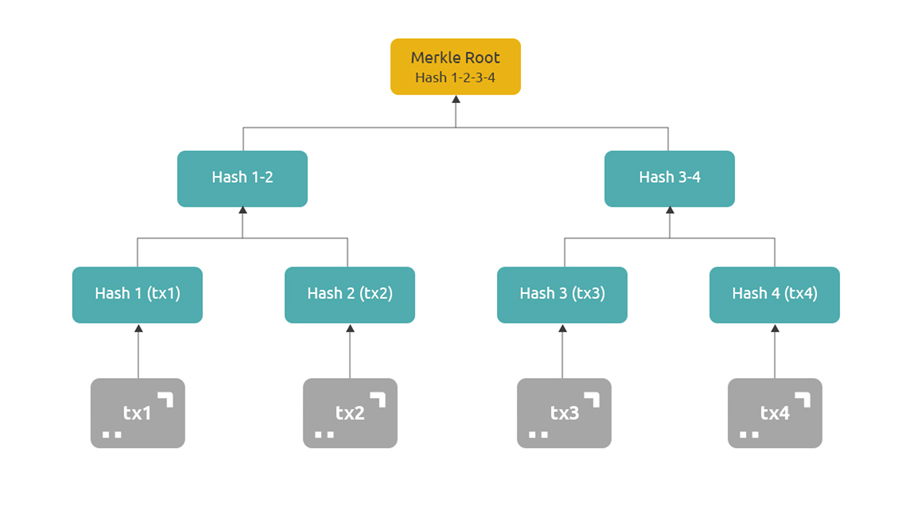 Merkle Root
Hash 1-2-3-4
Hash 1-2
Hash 3-4
Hash 1 (tx1)
Hash 2 (tx2)
Hash 3 (tx3)
Hash 4 (tx4)
tx1
tx2
tx3
tx4